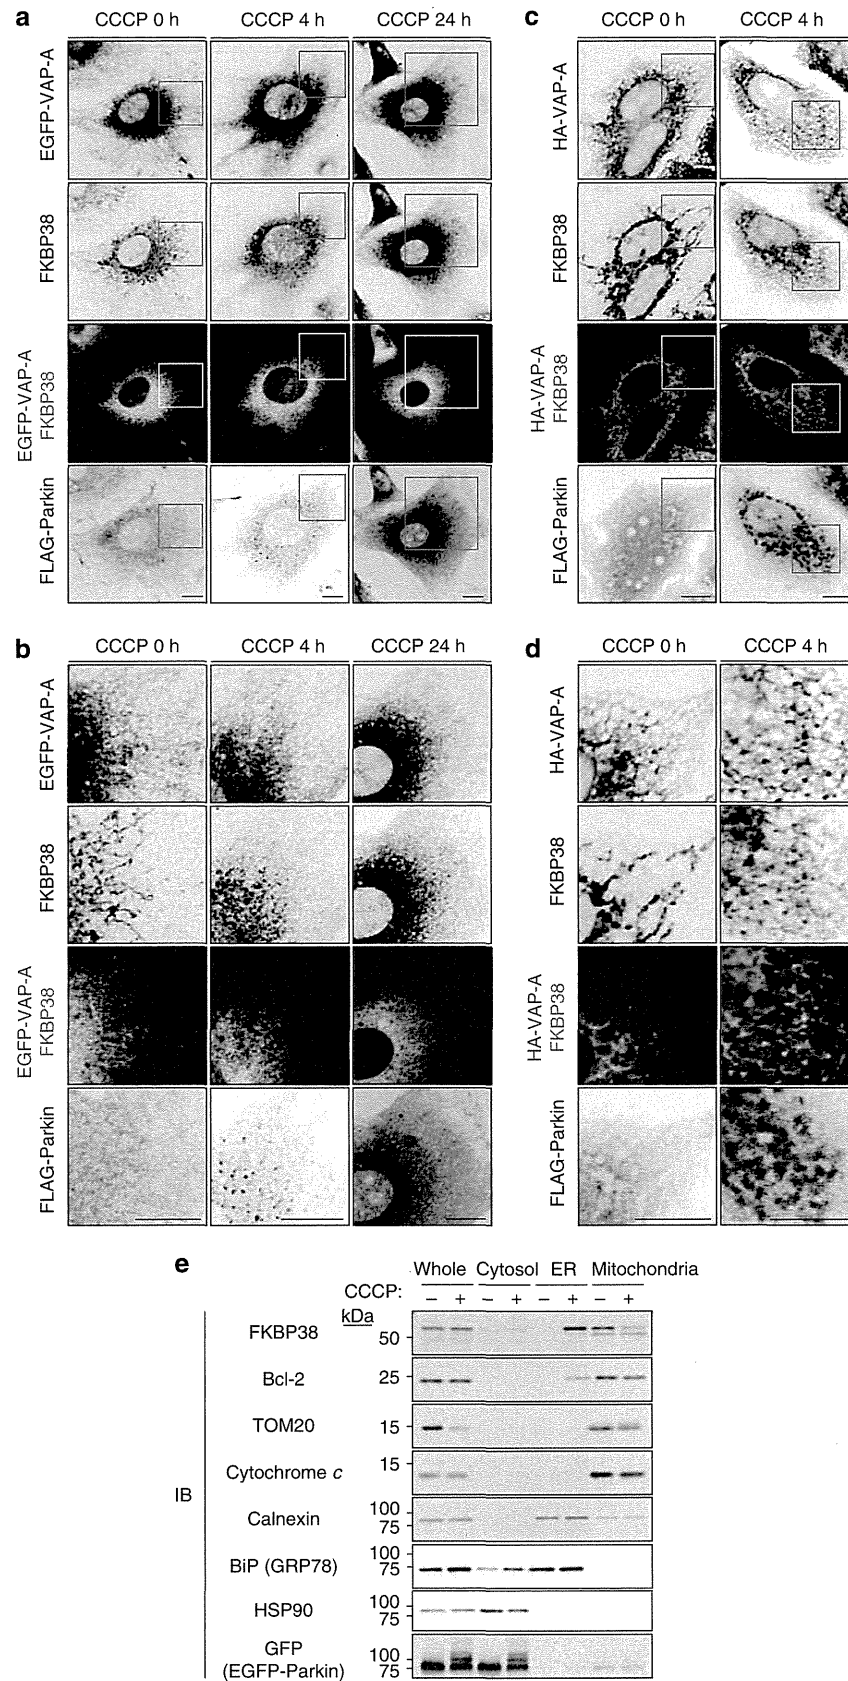 a
CCCP 0 h CCCP 4 h CCCP 24 h
EGFP-VAP-A
FKBP38
EGFP-VAP-A
FKBP38
FLAG-Parkin
c
CCCP 0 h CCCP 4 h
HA-VAP-A
FKBP38
HA-VAP-A
FKBP38
FLAG-Parkin
b
CCCP 0 h CCCP 4 h CCCP 24 h
EGFP-VAP-A
FKBP38
EGFP-VAP-A
FKBP38
FLAG-Parkin
d
CCCP 0 h CCCP 4 h
HA-VAP-A
FKBP38
HA-VAP-A
FKBP38
FLAG-Parkin
e
Whole Cytosol ER Mitochondria
CCCP: – + – + – + – +
kDa
FKBP38 50
Bcl-2 25
TOM20 15
Cytochrome c 15
IB
Calnexin 100
75
BiP (GRP78) 100
75
HSP90 100
75
GFP
(EGFP-Parkin) 100
75